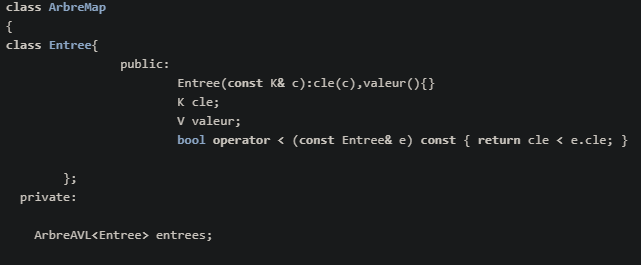 class ArbreMap
{
class Entree{
public:
Entree(const K& c):cle(c),valeur(){}
K cle;
V valeur;
bool operator < (const Entree& e) const { return cle < e.cle; }
};
private:
ArbreAVL<Entree> entrees;